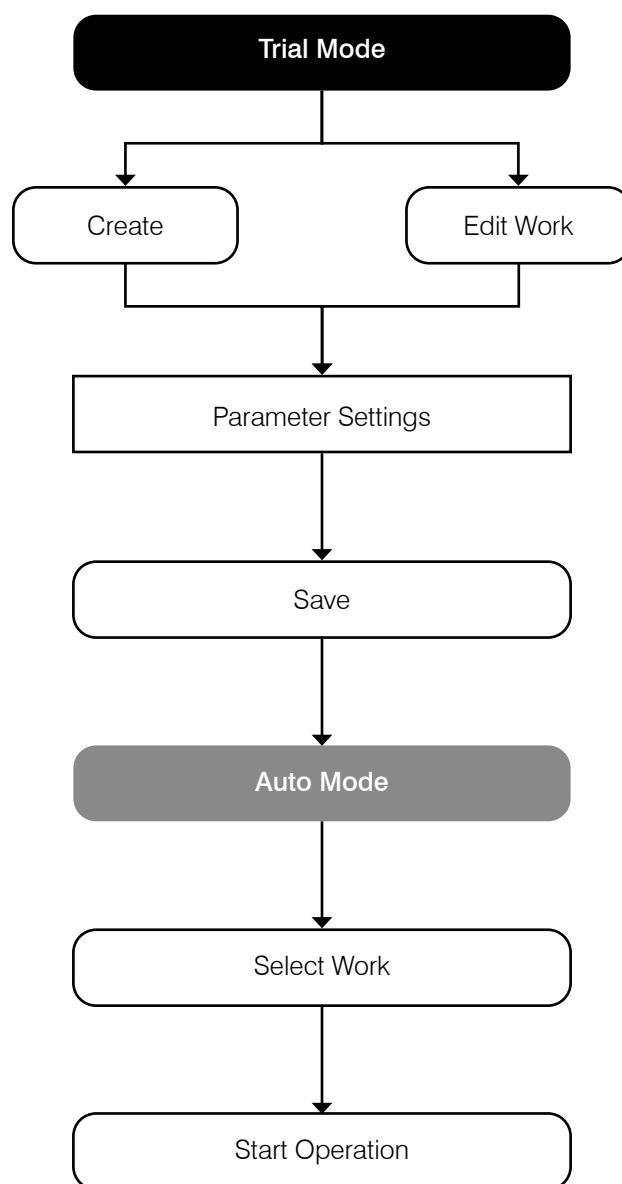 Trial Mode
Create
Edit Work
Parameter Settings
Save
Auto Mode
Select Work
Start Operation